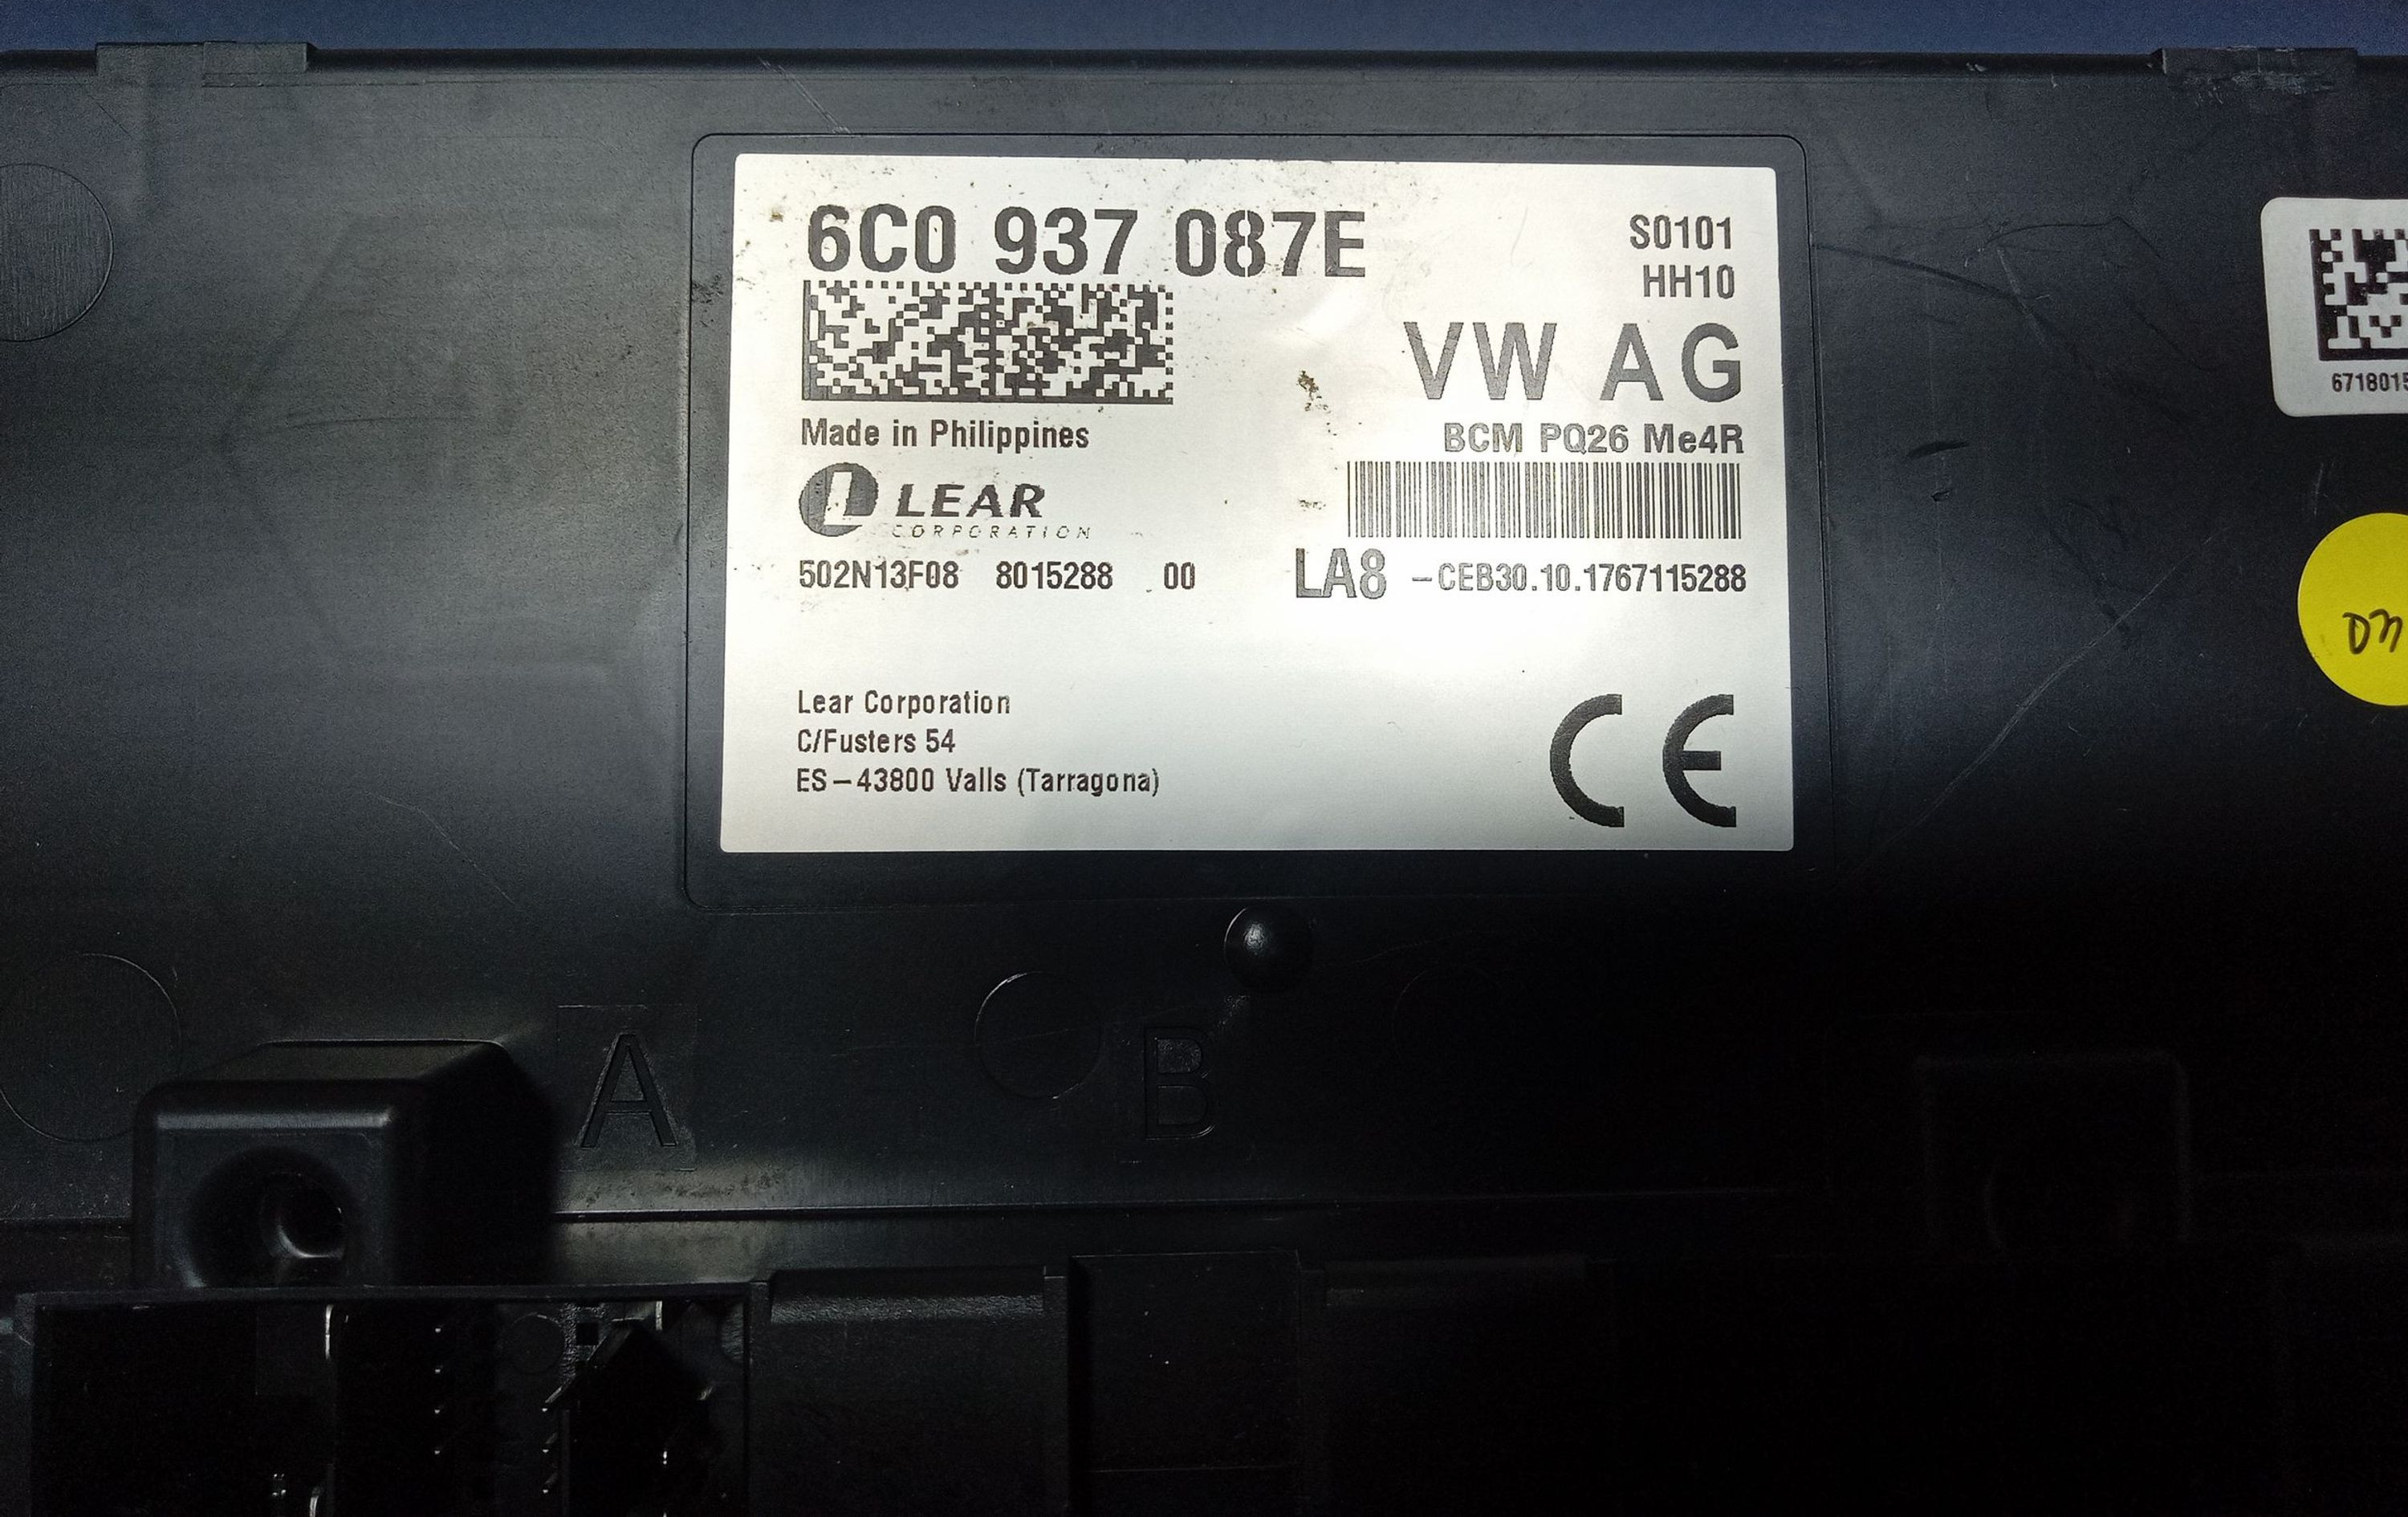 6C0 937 087E
S0101
HH10
VW AG
Made in Philippines
BCM PQ26 Me4R
LEAR
CORPORATION
502N13F08 8015288 00
LA8 -CEB30.10.1767115288
Lear Corporation
C/Fusters 54
ES-43800 Valls (Tarragona)
CE
A
B